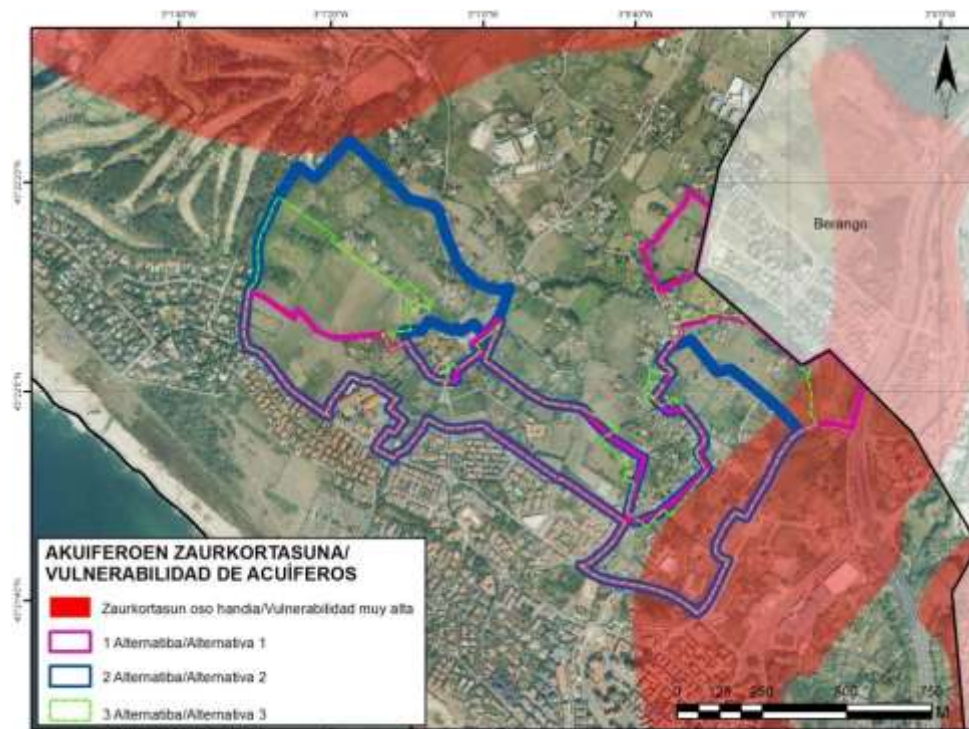 Berango
AKUIFEROEN ZAURKORTASUNA/
VULNERABILIDAD DE ACUÍFEROS
Zaurkortasun oso handia/Vulnerabilidad muy alta
1 Alternatiba/Alternativa 1
2 Alternatiba/Alternativa 2
3 Alternatiba/Alternativa 3
0 125 250 500 750
M